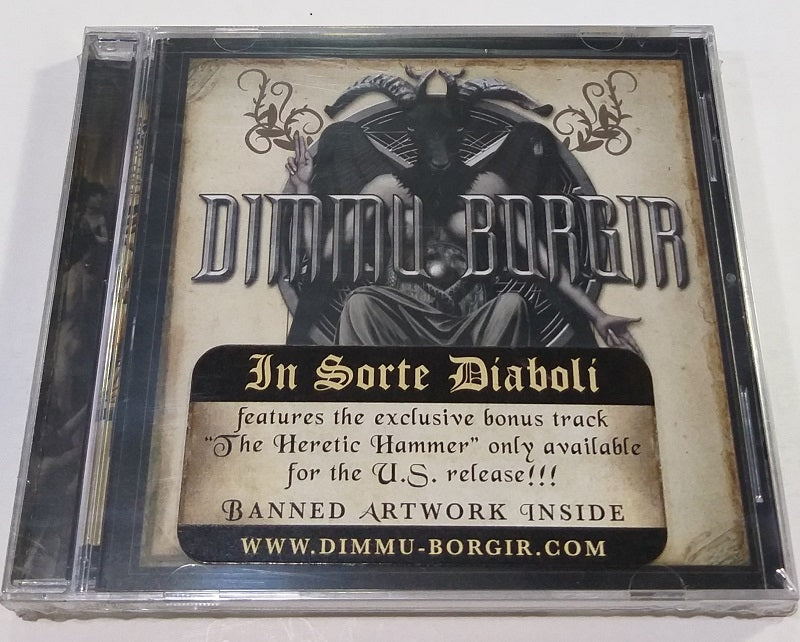 DIMMU BORGIR
In Sorte Diaboli
features the exclusive bonus track
"The Heretic Hammer" only available
for the U.S. release!!!
BANNED ARTWORK INSIDE
WWW.DIMMU-BORGIR.COM